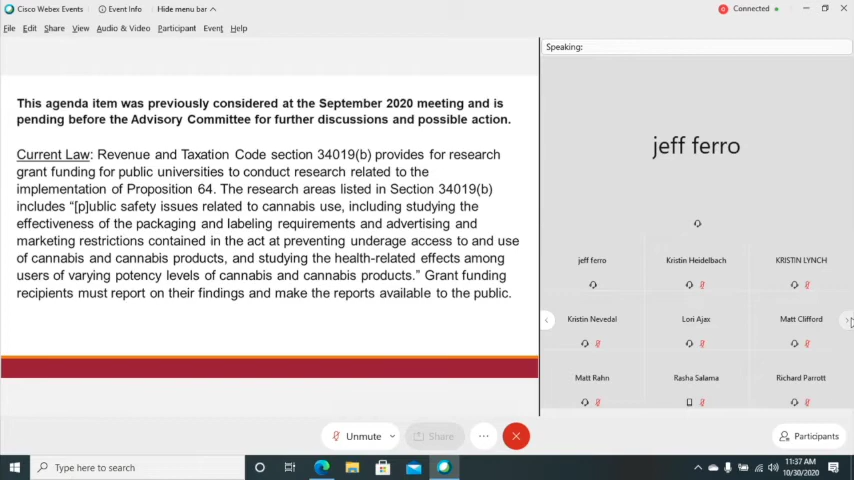 Cisco Webex Events
Event Info
Hide menu bar
Connected
File Edit Share View Audio & Video Participant Event Help
Speaking:
This agenda item was previously considered at the September 2020 meeting and is
pending before the Advisory Committee for further discussions and possible action.
Current Law: Revenue and Taxation Code section 34019(b) provides for research
grant funding for public universities to conduct research related to the
implementation of Proposition 64. The research areas listed in Section 34019(b)
includes “[p]ublic safety issues related to cannabis use, including studying the
effectiveness of the packaging and labeling requirements and advertising and
marketing restrictions contained in the act at preventing underage access to and use
of cannabis and cannabis products, and studying the health-related effects among
users of varying potency levels of cannabis and cannabis products.” Grant funding
recipients must report on their findings and make the reports available to the public.
jeff ferro
jeff ferro
Kristin Heidelbach
KRISTIN LYNCH
Kristin Nevedal
Lori Ajax
Matt Clifford
Matt Rahn
Rasha Salama
Richard Parrott
Unmute
Share
Participants
Type here to search
11:37 AM
10/30/2020